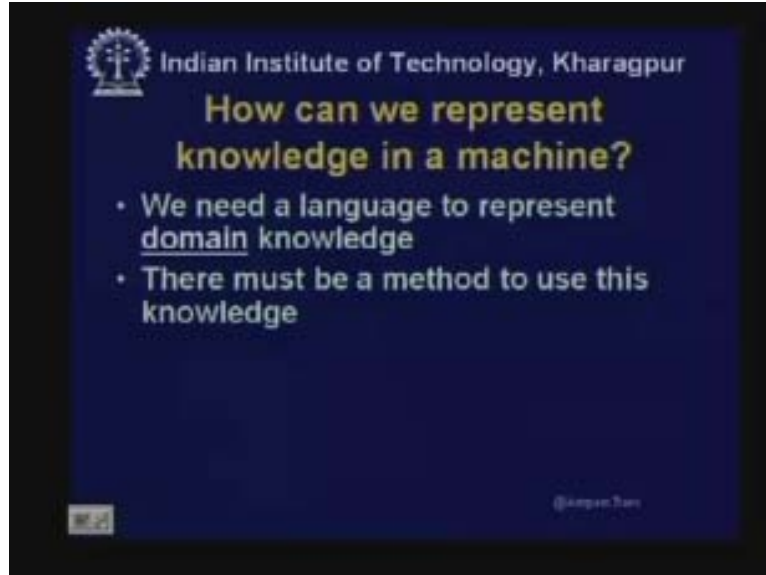 Indian Institute of Technology, Kharagpur
How can we represent
knowledge in a machine?
• We need a language to represent
domain knowledge
• There must be a method to use this
knowledge